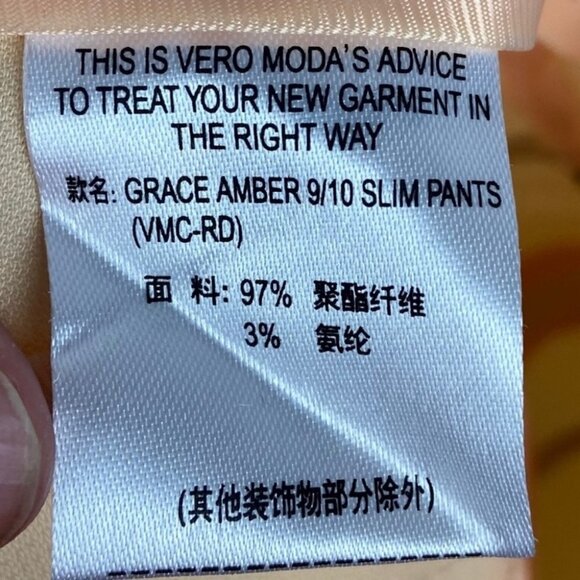 THIS IS VERO MODA'S ADVICE
TO TREAT YOUR NEW GARMENT IN
THE RIGHT WAY
款名: GRACE AMBER 9/10 SLIM PANTS
(VMC-RD)
面 料: 97% 聚酯纤维
3% 氨纶
(其他装饰物部分除外)